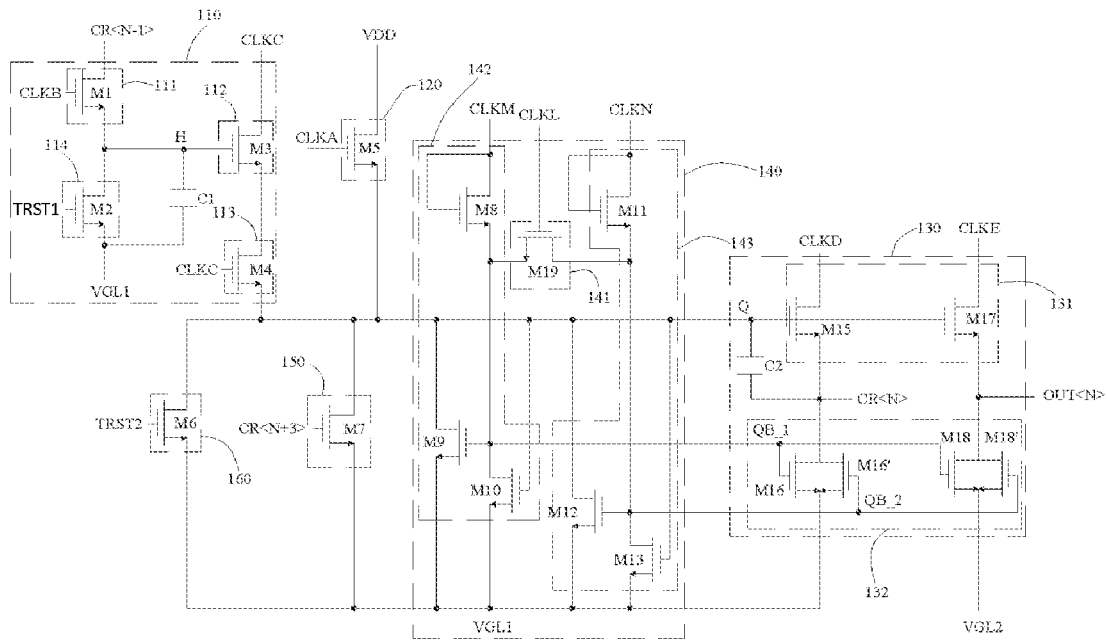 110
CR<N-1>
CLKC
VDD
142
CLKM
CLKL
CLKN
CLKB
M1
111
112
120
114
H
M3
CLKA
M5
140
TRST1
M2
C1
M8
M11
143
CLKD
130
CLKE
113
CLKC
M4
M19
141
131
VGL1
Q
M15
M17
150
C2
CR<N>
OUT<N>
TRST2
M6
CR<N+3>
M7
M9
QB_1
M18
M18'
160
M10
M16
M16'
M12
QB_2
M13
132
VGL1
VGL2